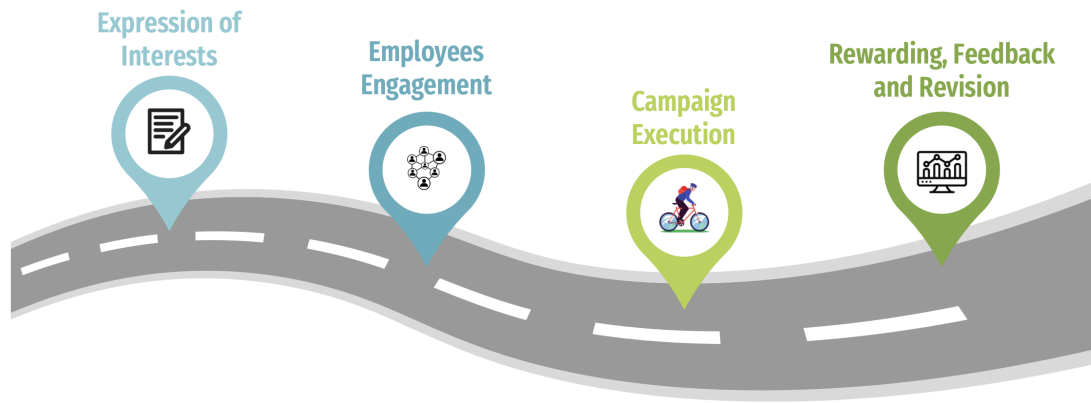 Expression of
Interests
Employees
Engagement
Campaign
Execution
Rewarding, Feedback
and Revision